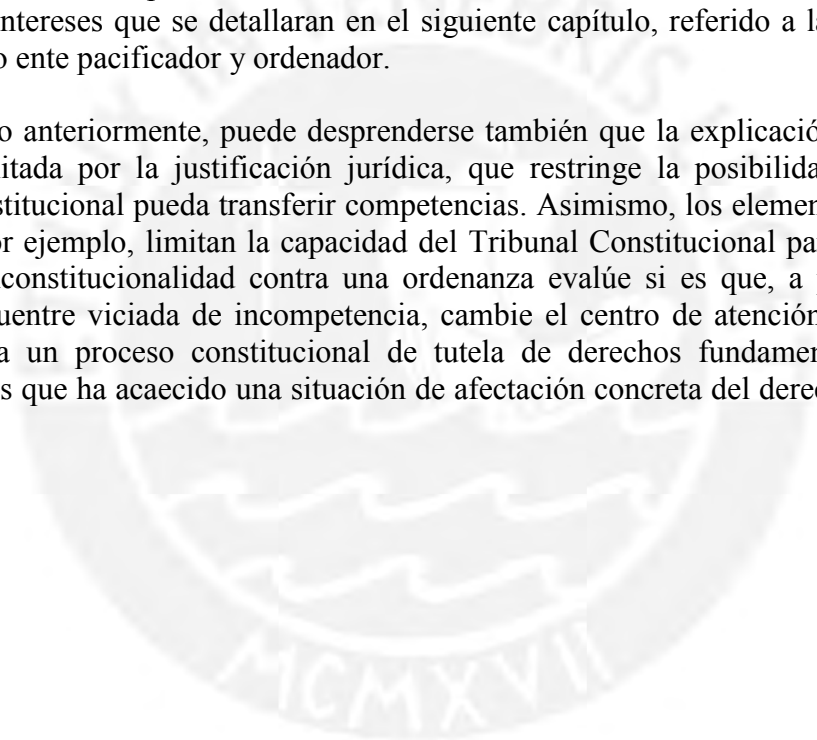 ntereses que se detallaran en el siguiente capítulo, referido a l
o ente pacificador y ordenador.
o anteriormente, puede desprenderse también que la explicació
itada por la justificación jurídica, que restringe la posibilida
stitucional pueda transferir competencias. Asimismo, los elemen
or ejemplo, limitan la capacidad del Tribunal Constitucional pa
constitucionalidad contra una ordenanza evalúe si es que, a
uentre viciada de incompetencia, cambie el centro de atención
a un proceso constitucional de tutela de derechos fundamen
s que ha acaecido una situación de afectación concreta del dere
MCMXVII